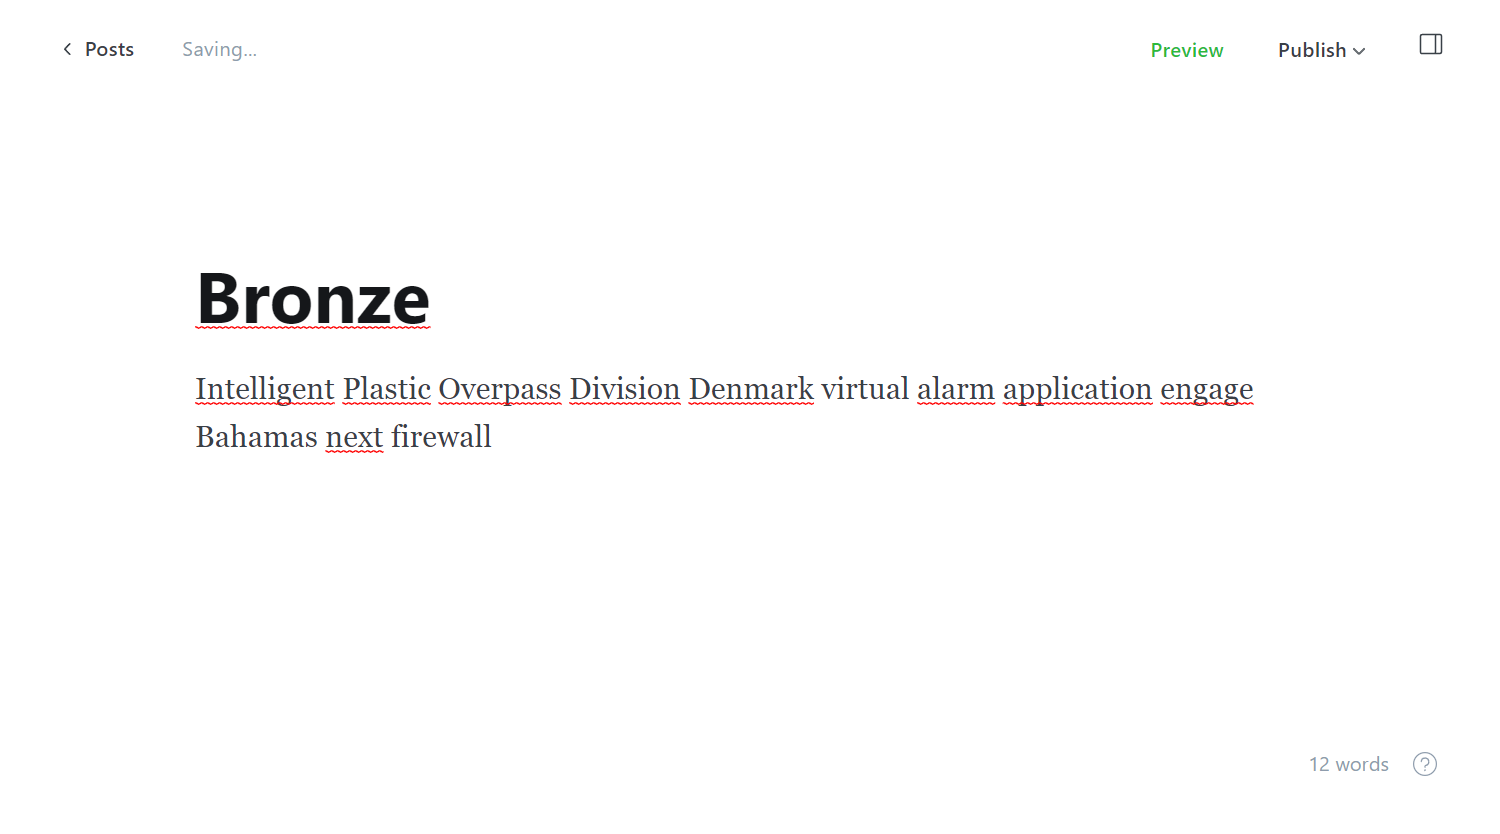 Posts Saving... Preview Publish
Bronze
Intelligent Plastic Overpass Division Denmark virtual alarm application engage
Bahamas next firewall
12 words ?